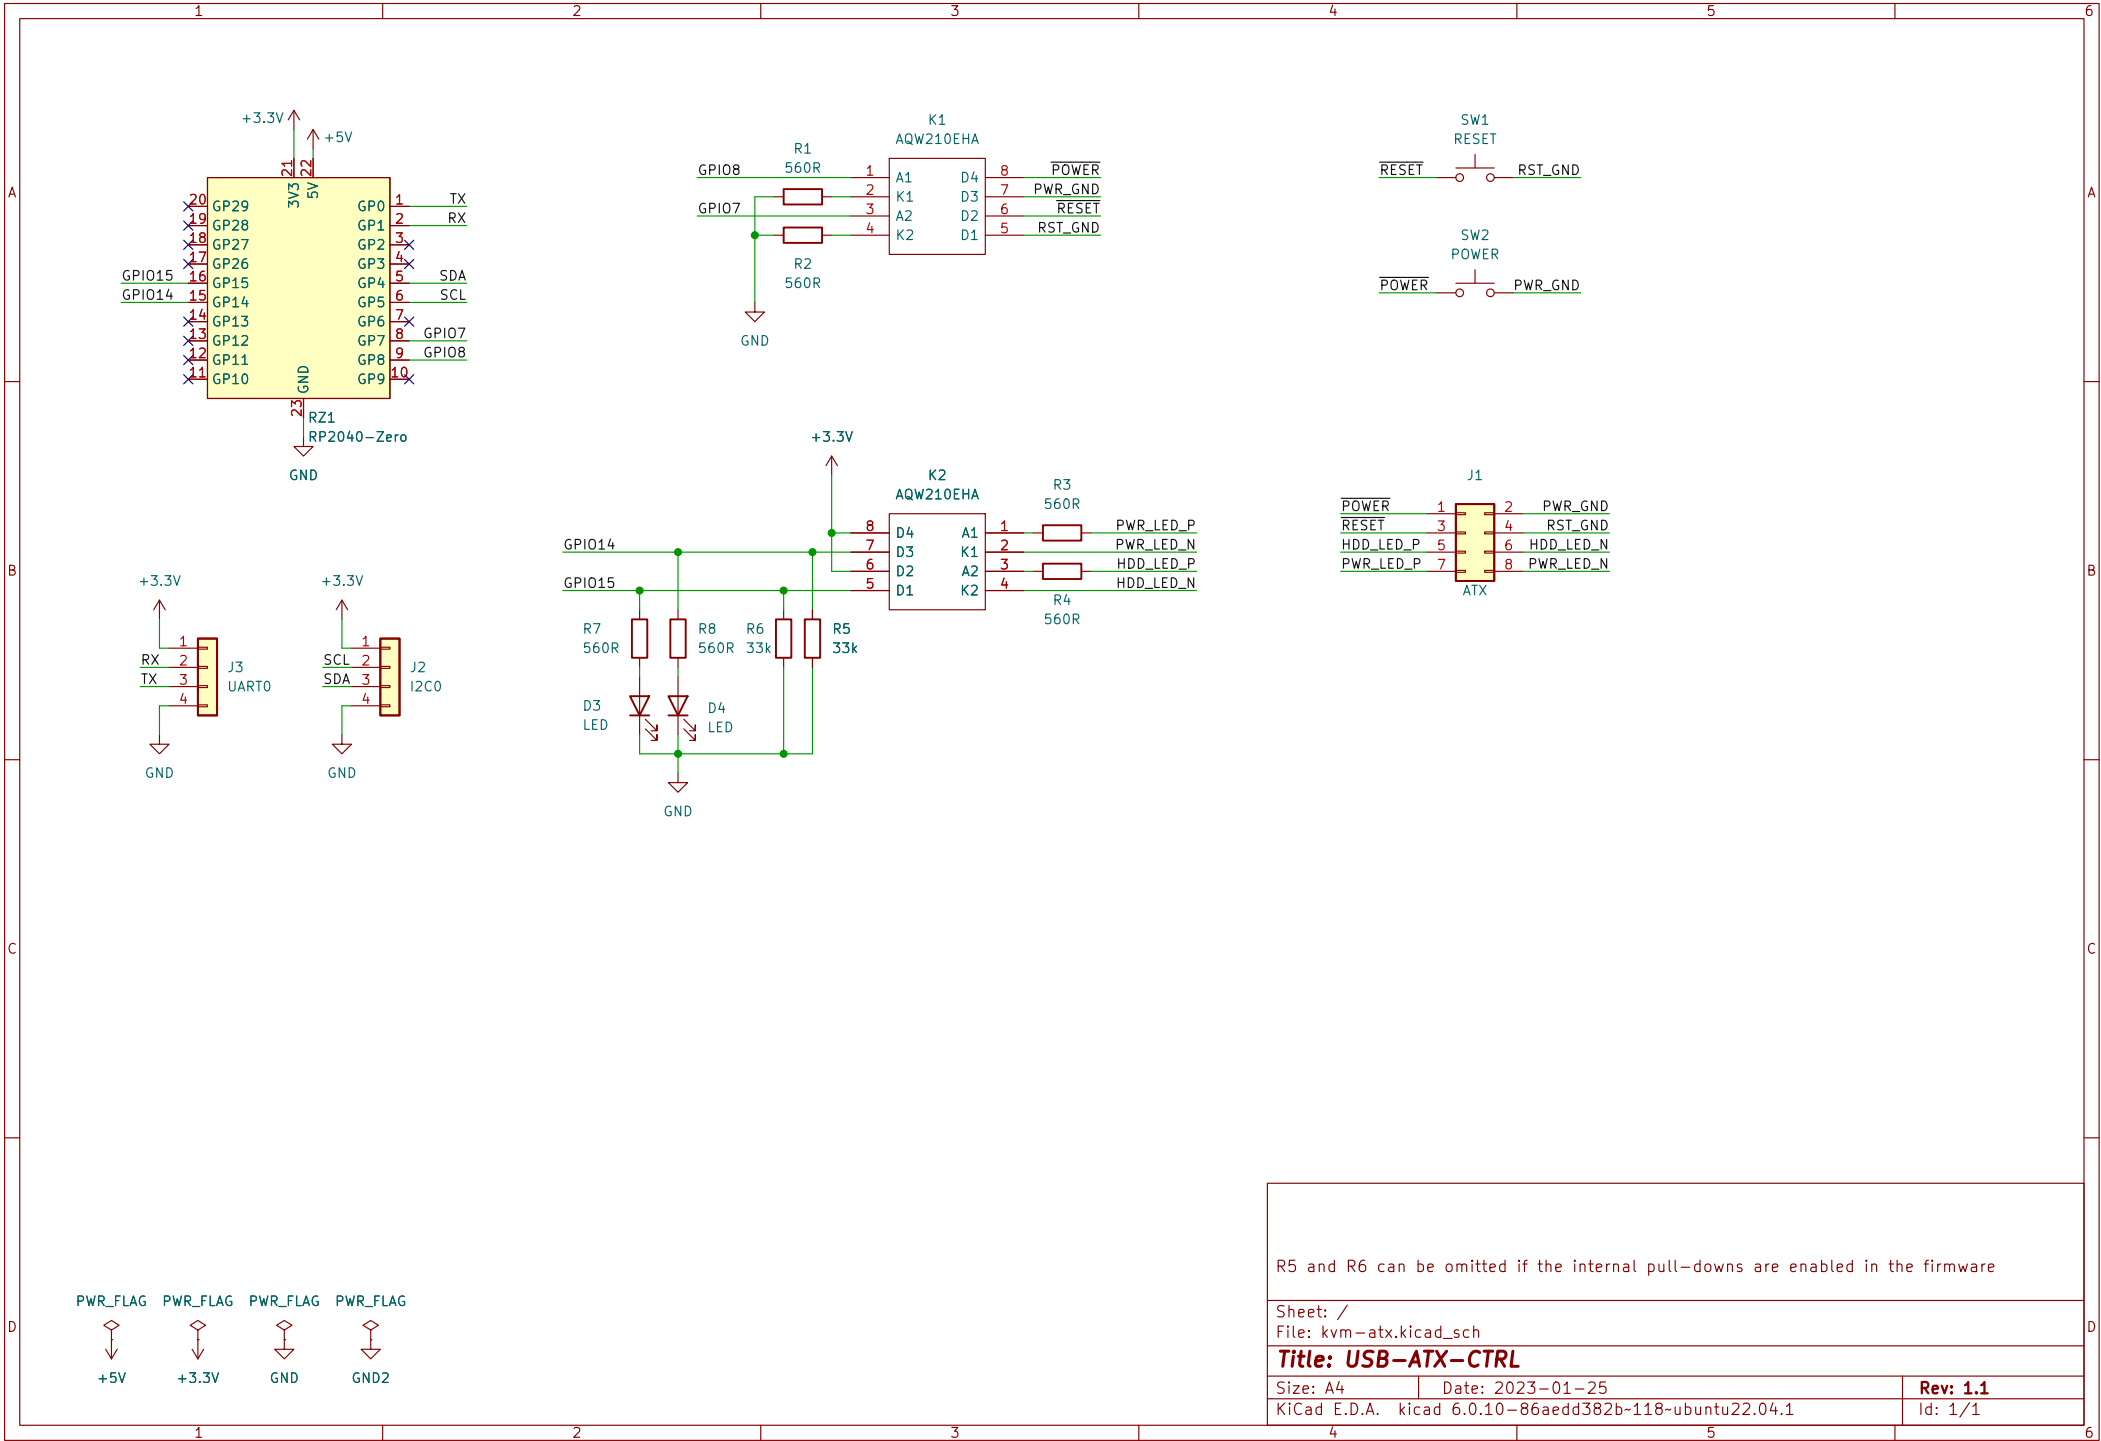 1 2 3 4 5 6
A
B
C
D
A
B
C
D
+3.3V
+5V
21
22
3V3
5V
20 GP29
19 GP28
18 GP27
17 GP26
GPIO15 16 GP15
GPIO14 15 GP14
14 GP13
13 GP12
12 GP11
11 GP10
GP0 1 TX
GP1 2 RX
GP2 3
GP3 4
GP4 5 SDA
GP5 6 SCL
GP6 7
GP7 8 GPIO7
GP8 9 GPIO8
GP9 10
GND
23
RZ1
RP2040-Zero
GND
K1
AQW210EHA
R1
560R
GPIO8 1 A1 D4 8 POWER
2 K1 D3 7 PWR_GND
GPIO7 3 A2 D2 6 RESET
4 K2 D1 5 RST_GND
R2
560R
GND
SW1
RESET
RESET RST_GND
SW2
POWER
POWER PWR_GND
+3.3V
K2
AQW210EHA
R3
560R
8 D4 A1 1 PWR_LED_P
GPIO14 7 D3 K1 2 PWR_LED_N
6 D2 A2 3 HDD_LED_P
GPIO15 5 D1 K2 4 HDD_LED_N
R4
560R
R7
560R
R8
560R
R6
33k
R5
33k
D3
LED
D4
LED
GND
J1
POWER 1 2 PWR_GND
RESET 3 4 RST_GND
HDD_LED_P 5 6 HDD_LED_N
PWR_LED_P 7 8 PWR_LED_N
ATX
+3.3V
1
RX 2
TX 3
4
J3
UART0
GND
+3.3V
1
SCL 2
SDA 3
4
J2
I2C0
GND
PWR_FLAG PWR_FLAG PWR_FLAG PWR_FLAG
+5V +3.3V GND GND2
R5 and R6 can be omitted if the internal pull-downs are enabled in the firmware
Sheet: /
File: kvm-atx.kicad_sch
Title: USB-ATX-CTRL
Size: A4 Date: 2023-01-25 Rev: 1.1
KiCad E.D.A. kicad 6.0.10-86aedd382b~118~ubuntu22.04.1 Id: 1/1
1 2 3 4 5 6